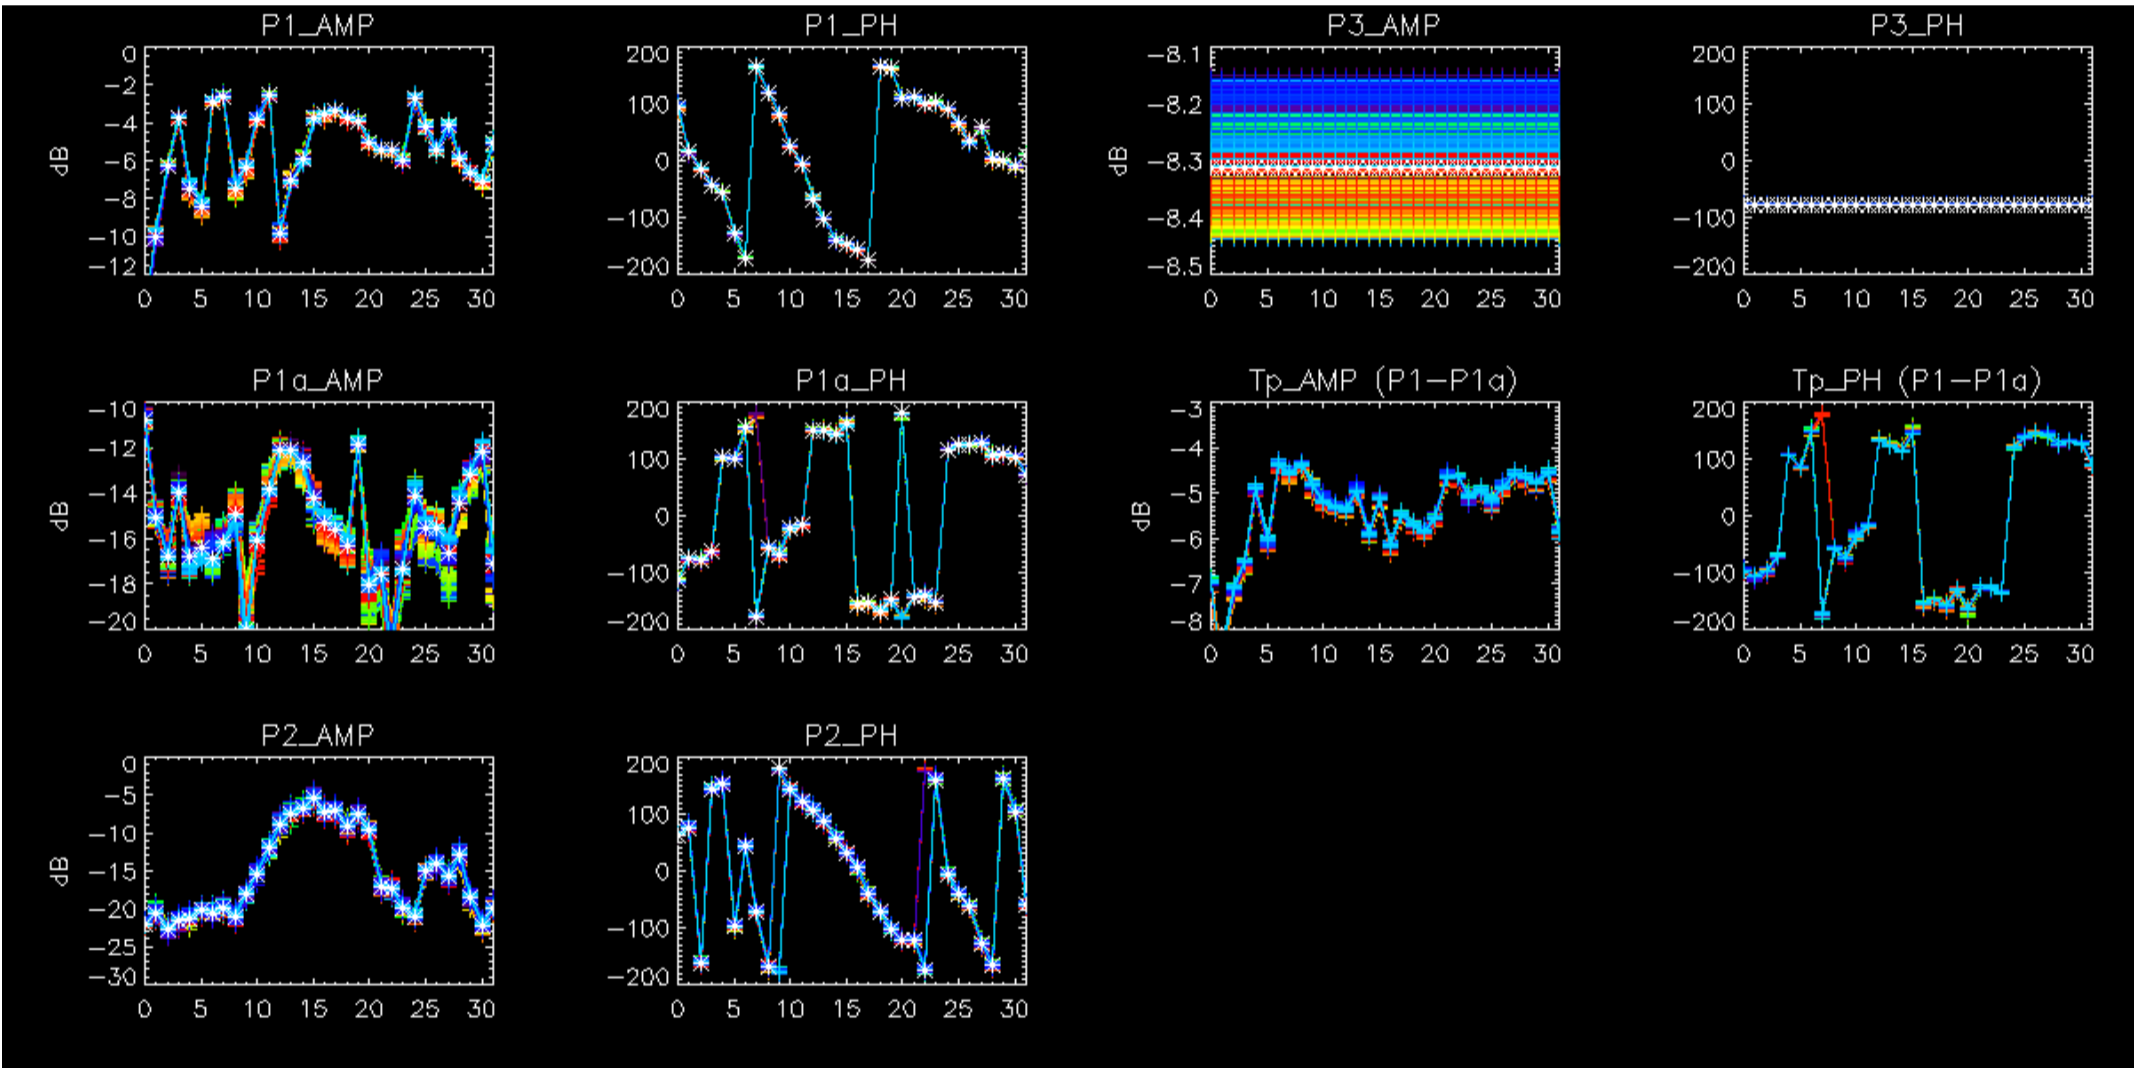 P1_AMP P1_PH P3_AMP P3_PH
0 200 -8.1 200
-2
-4 100 -8.2 100
dB -6 0 dB -8.3 0
-8
-10 -100 -8.4 -100
-12 -200 -8.5 -200
0 5 10 15 20 25 30 0 5 10 15 20 25 30 0 5 10 15 20 25 30 0 5 10 15 20 25 30
P1a_AMP P1a_PH Tp_AMP (P1-P1a) Tp_PH (P1-P1a)
-10 200 -3 200
-12 100 -4 100
-14 -5
dB 0 dB 0
-16 -6
-18 -100 -7 -100
-20 -200 -8 -200
0 5 10 15 20 25 30 0 5 10 15 20 25 30 0 5 10 15 20 25 30 0 5 10 15 20 25 30
P2_AMP P2_PH
0 200
-5
-10 100
dB -15 0
-20
-25 -100
-30 -200
0 5 10 15 20 25 30 0 5 10 15 20 25 30